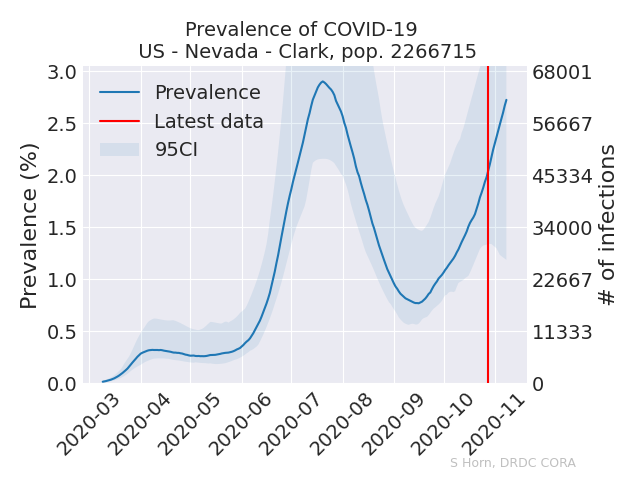 Prevalence of COVID-19
US - Nevada - Clark, pop. 2266715
Prevalence
Latest data
95CI
Prevalence (%)
3.0
2.5
2.0
1.5
1.0
0.5
0.0
68001
56667
45334
34000
22667
11333
0
# of infections
2020-03
2020-04
2020-05
2020-06
2020-07
2020-08
2020-09
2020-10
2020-11
S Horn, DRDC CORA